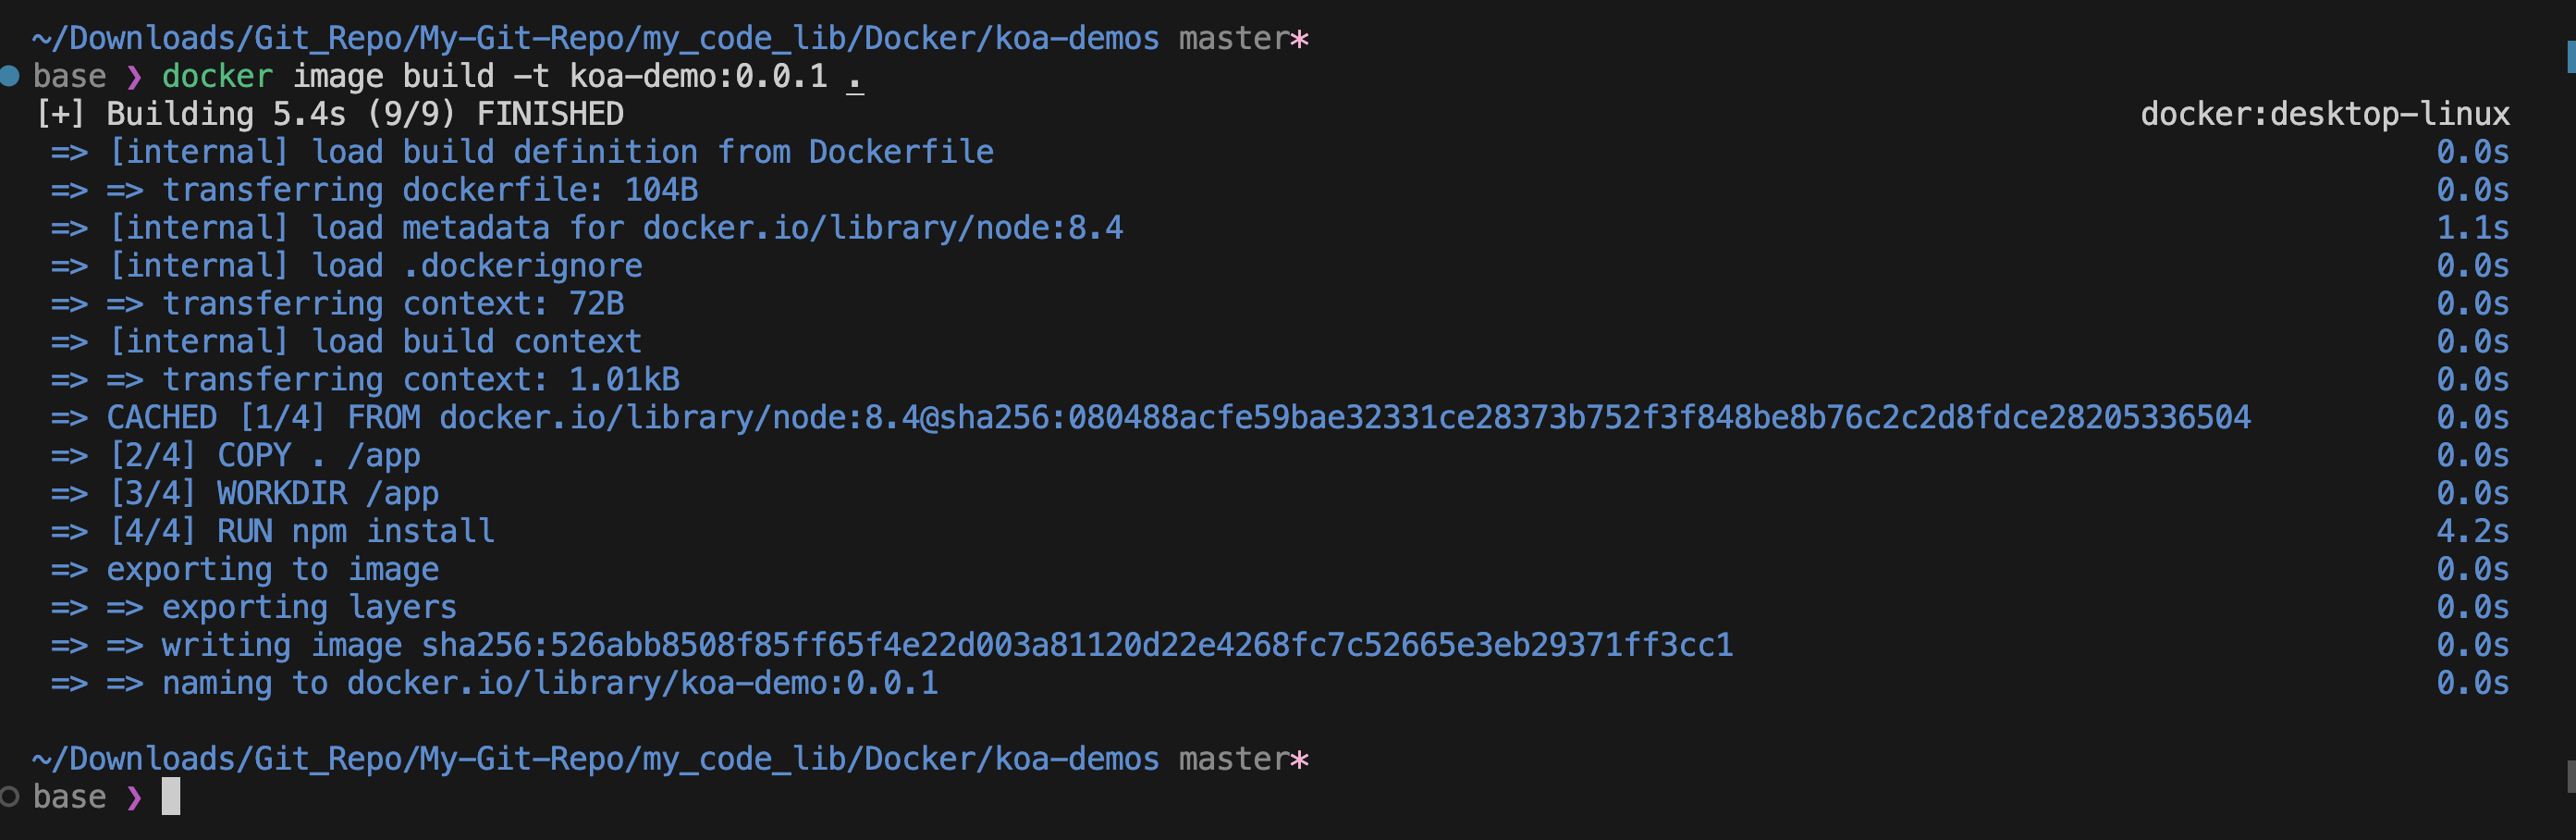 ~/Downloads/Git_Repo/My-Git-Repo/my_code_lib/Docker/koa-demos master*
base ❯ docker image build -t koa-demo:0.0.1 .
[+] Building 5.4s (9/9) FINISHED docker:desktop-linux
=> [internal] load build definition from Dockerfile 0.0s
=> => transferring dockerfile: 104B 0.0s
=> [internal] load metadata for docker.io/library/node:8.4 1.1s
=> [internal] load .dockerignore 0.0s
=> => transferring context: 72B 0.0s
=> [internal] load build context 0.0s
=> => transferring context: 1.01kB 0.0s
=> CACHED [1/4] FROM docker.io/library/node:8.4@sha256:080488acfe59bae32331ce28373b752f3f848be8b76c2c2d8fdce28205336504 0.0s
=> [2/4] COPY . /app 0.0s
=> [3/4] WORKDIR /app 0.0s
=> [4/4] RUN npm install 4.2s
=> exporting to image 0.0s
=> => exporting layers 0.0s
=> => writing image sha256:526abb8508f85ff65f4e22d003a81120d22e4268fc7c52665e3eb29371ff3cc1 0.0s
=> => naming to docker.io/library/koa-demo:0.0.1 0.0s
~/Downloads/Git_Repo/My-Git-Repo/my_code_lib/Docker/koa-demos master*
base ❯